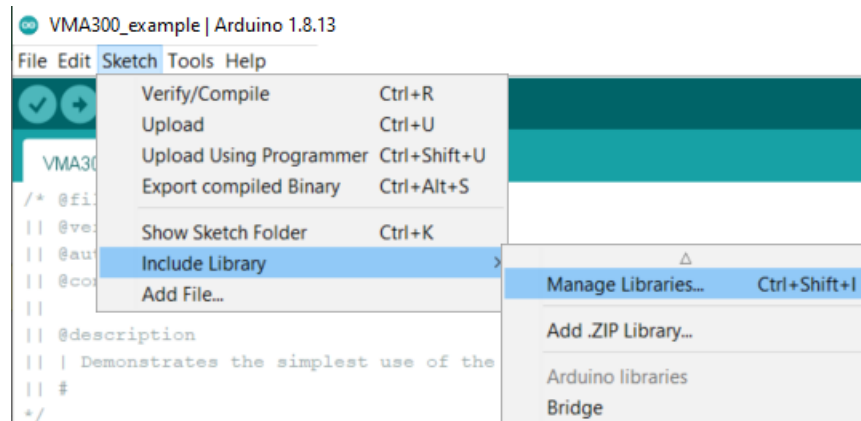 VMA300_example | Arduino 1.8.13
File Edit Sketch Tools Help
Verify/Compile Ctrl+R
Upload Ctrl+U
Upload Using Programmer Ctrl+Shift+U
Export compiled Binary Ctrl+Alt+S
Show Sketch Folder Ctrl+K
Include Library >
Add File...
Manage Libraries... Ctrl+Shift+I
Add .ZIP Library...
Arduino libraries
Bridge
VMA30
/* @fil
|| @ve
|| @aut
|| @co
||
|| @description
|| | Demonstrates the simplest use of the
|| #
*/